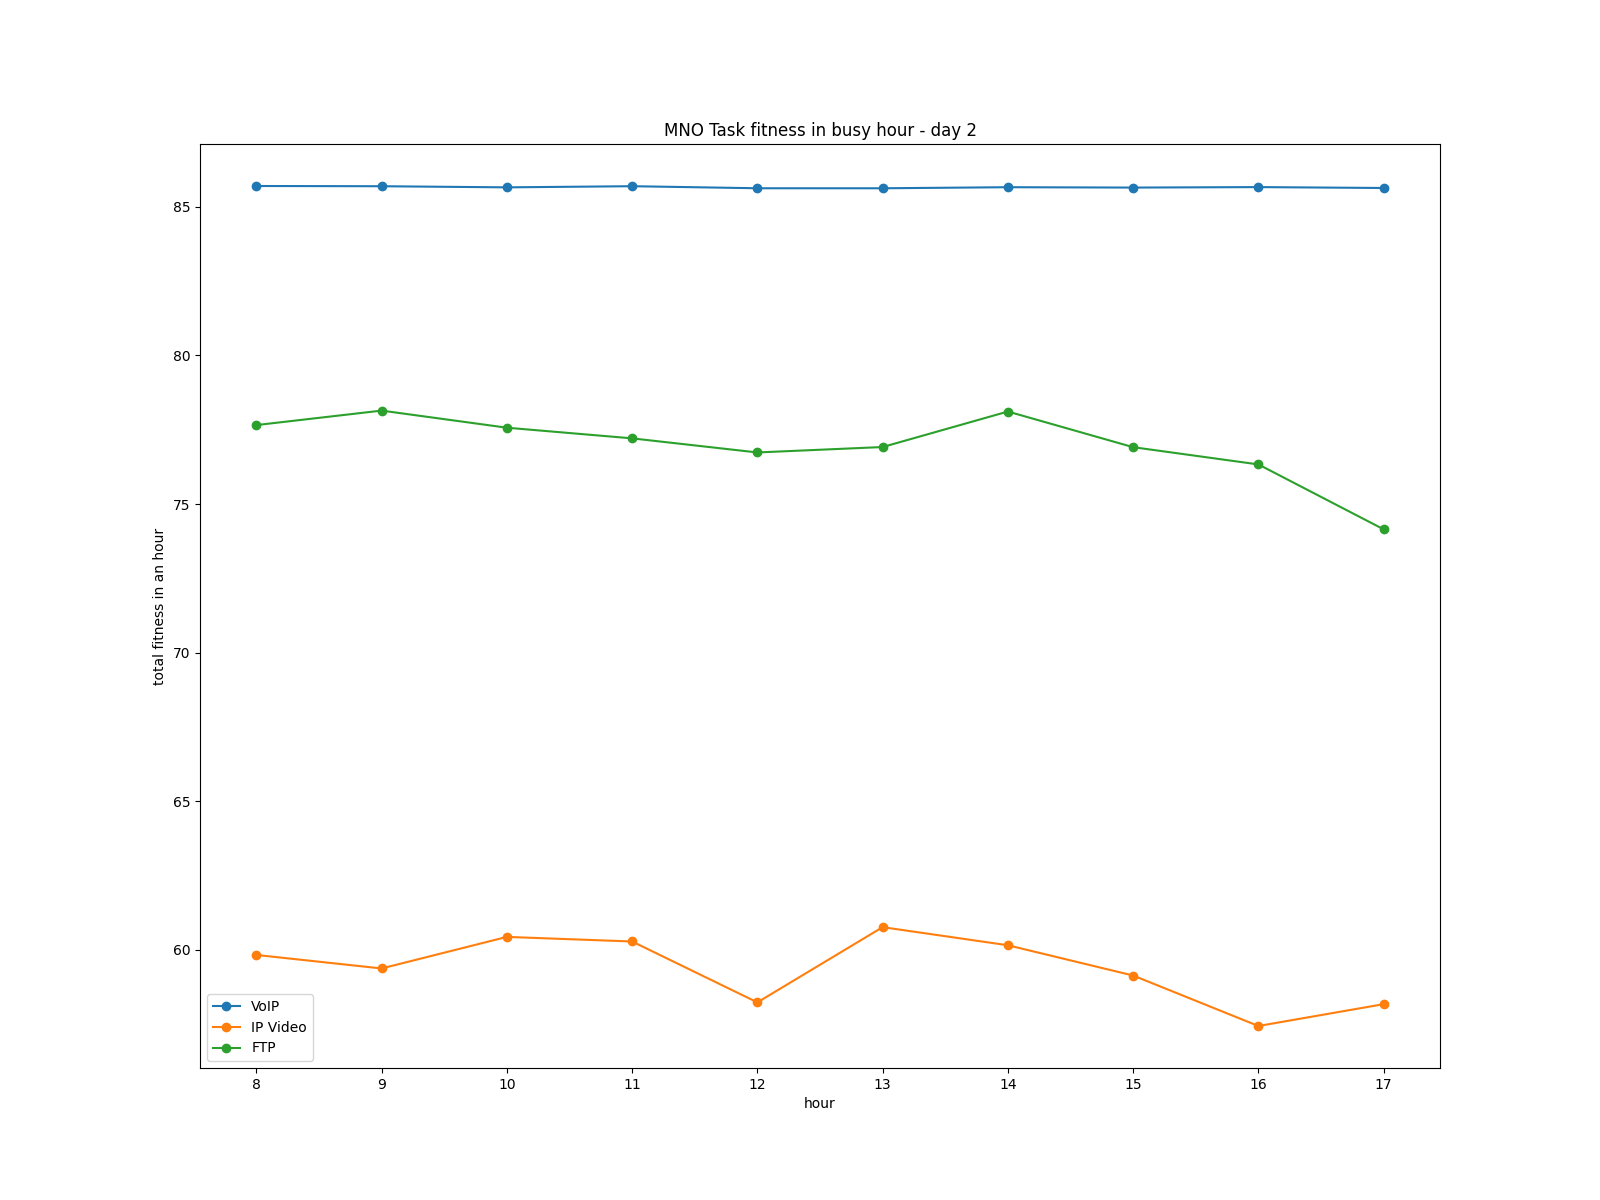 MNO Task fitness in busy hour - day 2
total fitness in an hour
85
80
75
70
65
60
VoIP
IP Video
FTP
8 9 10 11 12 13 14 15 16 17
hour